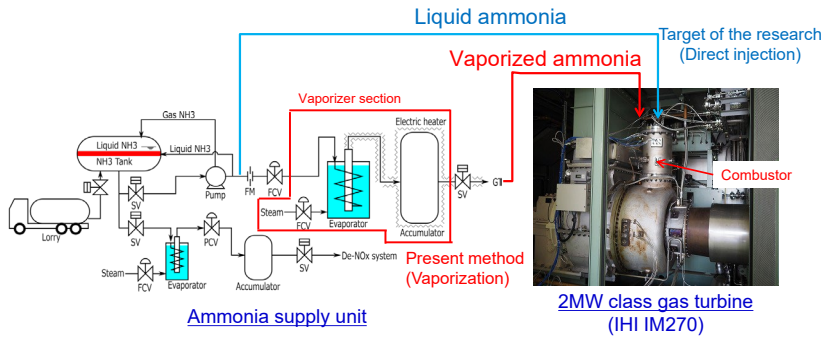 Liquid ammonia
Target of the research
(Direct injection)
Vaporized ammonia
Vaporizer section
Gas NH3
Electric heater
Liquid NH3
Liquid NH3
NH3 Tank
Pump
FM
FCV
SV
GT
SV
Combustor
Steam
FCV
Evaporator
Accumulator
Lorry
SV
PCV
Present method
(Vaporization)
Steam
FCV
Evaporator
Accumulator
SV
De-NOx system
Ammonia supply unit
2MW class gas turbine
(IHI IM270)